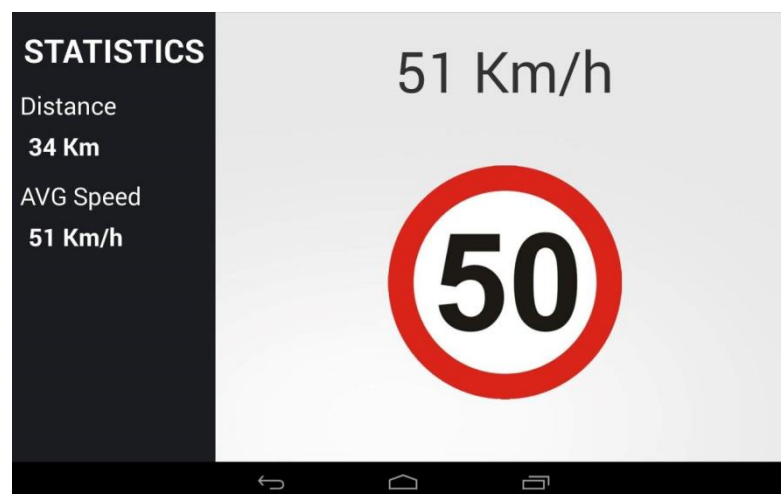 STATISTICS
Distance
34 Km
AVG Speed
51 Km/h
51 Km/h
50